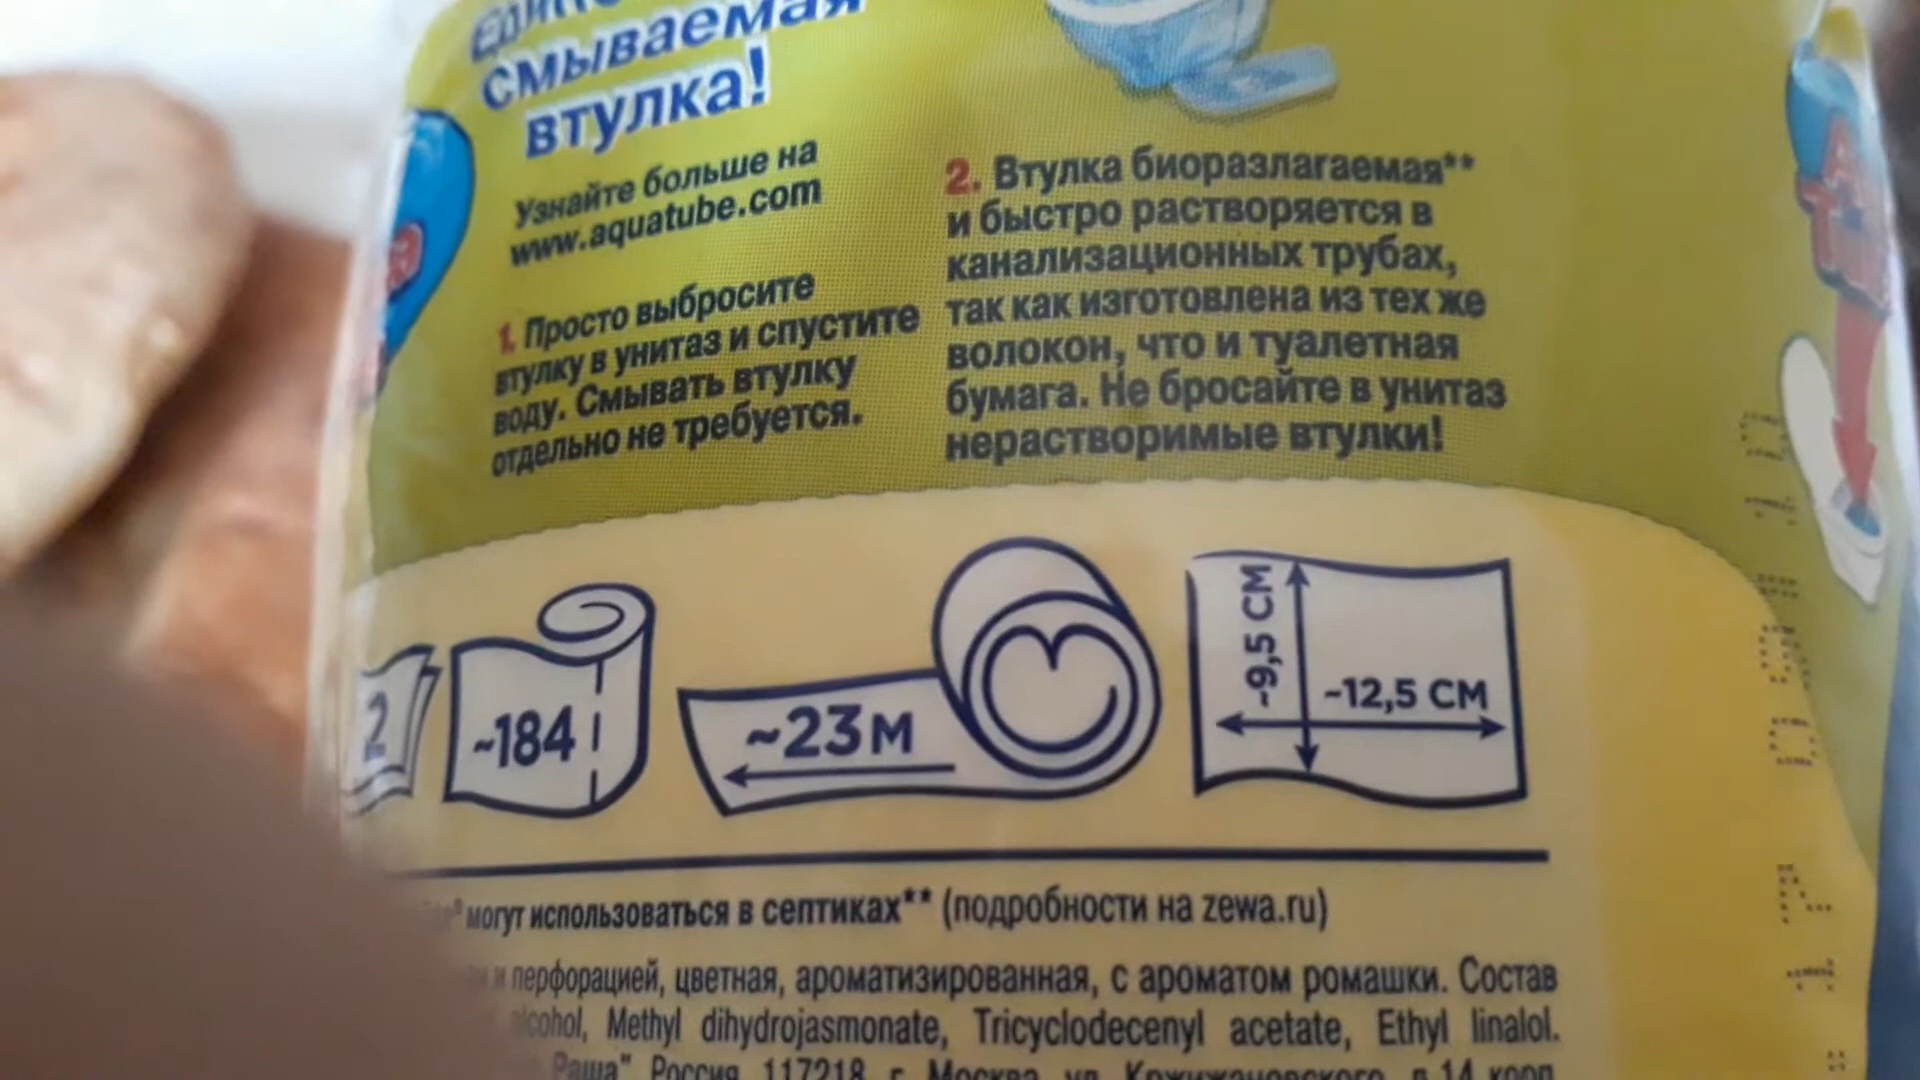 смываемая
втулка!
Узнайте больше на
www.aquatube.com
1. Просто выбросите
втулку в унитаз и спустите
воду. Смывать втулку
отдельно не требуется.
2. Втулка биоразлагаемая**
и быстро растворяется в
канализационных трубах,
так как изготовлена из тех же
волокон, что и туалетная
бумага. Не бросайте в унитаз
нерастворимые втулки!
2
~184
~23 м
~9,5 СМ
~12,5 СМ
могут использоваться в септиках** (подробности на zewa.ru)
и перфорацией, цветная, ароматизированная, с ароматом ромашки. Состав
alcohol, Methyl dihydrojasmonate, Tricyclodecenyl acetate, Ethyl linalol.
Раша", Россия, 117218, г. Москва, ул. Кржижановского, д.14 корп.